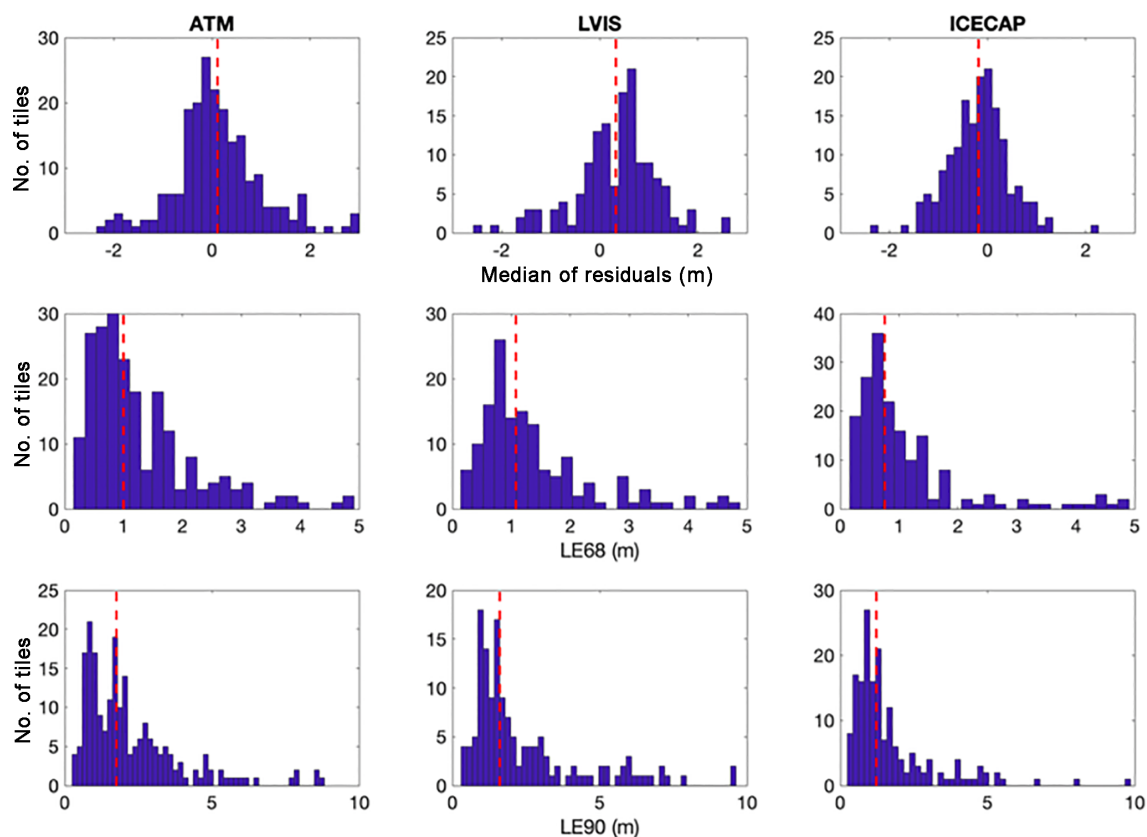 ATM LVIS ICECAP
30 25 25
20 20
20 15 15
No. of tiles
10 10 10
5 5
0 0 0
-2 0 2 -2 0 2 -2 0 2
Median of residuals (m)
30 30 40
30
20 20
No. of tiles
20
10 10
10
0 0 0
0 1 2 3 4 5 0 1 2 3 4 5 0 1 2 3 4 5
LE68 (m)
25 20 30
20
15
15 20
No. of tiles
10
10
10
5 5
0 0 0
0 5 10 0 5 10 0 5 10
LE90 (m)